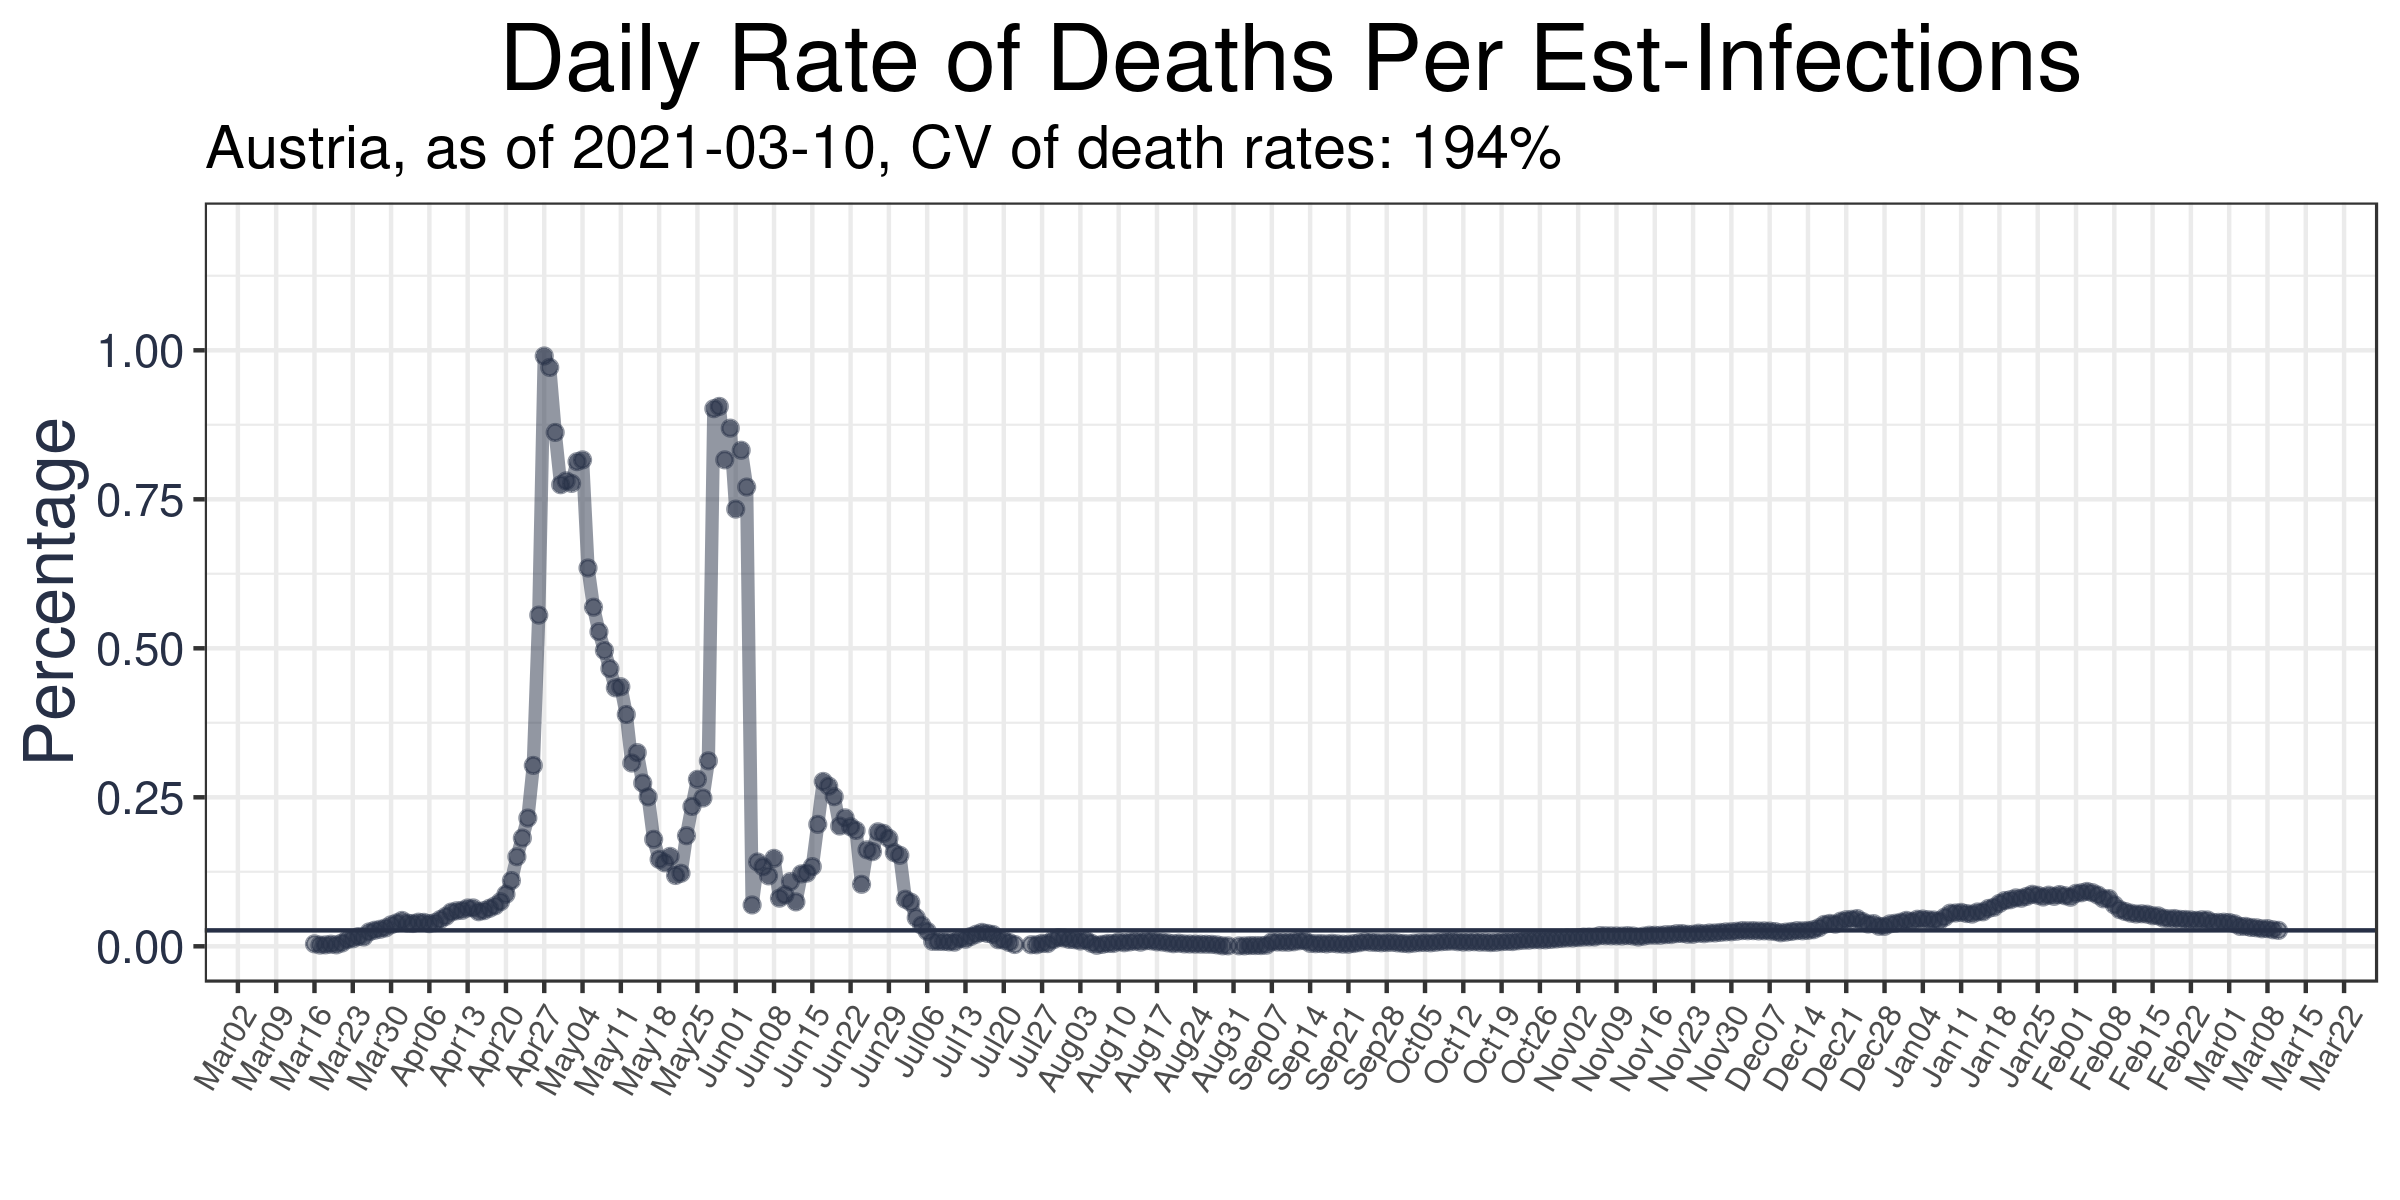 Daily Rate of Deaths Per Est-Infections
Austria, as of 2021-03-10, CV of death rates: 194%
Percentage
1.00
0.75
0.50
0.25
0.00
Mar02 Mar09 Mar16 Mar23 Mar30 Apr06 Apr13 Apr20 Apr27 May04 May11 May18 May25 Jun01 Jun08 Jun15 Jun22 Jun29 Jul06 Jul13 Jul20 Jul27 Aug03 Aug10 Aug17 Aug24 Aug31 Sep07 Sep14 Sep21 Sep28 Oct05 Oct12 Oct19 Oct26 Nov02 Nov09 Nov16 Nov23 Nov30 Dec07 Dec14 Dec21 Dec28 Jan04 Jan11 Jan18 Jan25 Feb01 Feb08 Feb15 Feb22 Mar01 Mar08 Mar15 Mar22